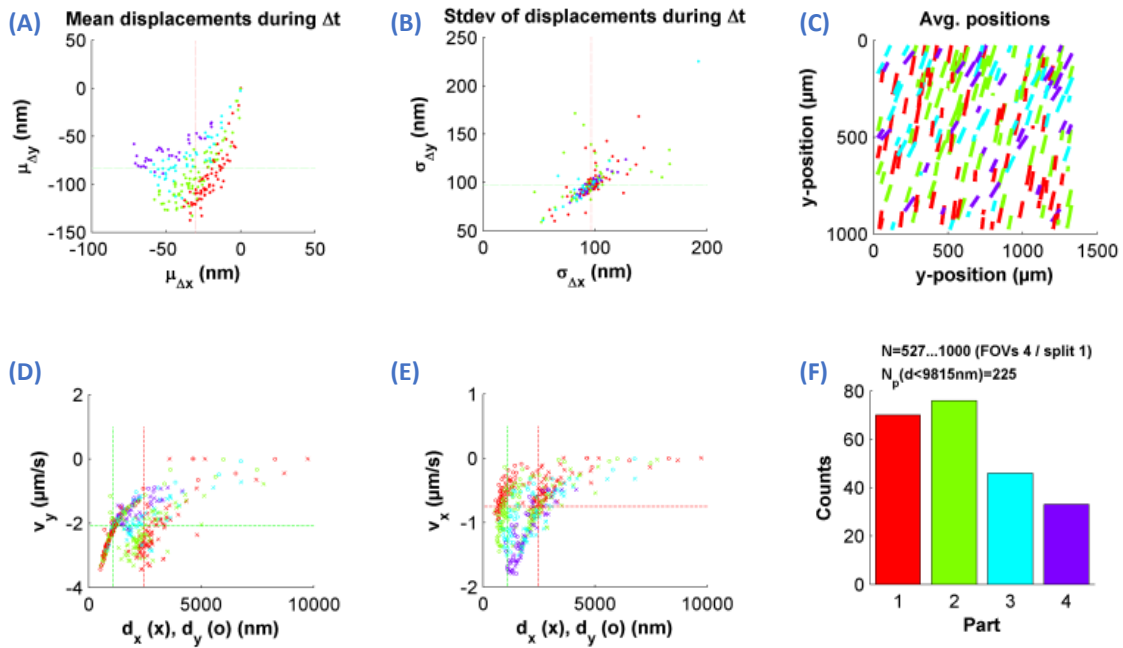 (A) Mean displacements during Δt
50
0
-50
-100
-150
μΔy (nm)
-100 -50 0 50
μΔx (nm)
(B) Stdev of displacements during Δt
250
200
150
100
50
σΔy (nm)
0 100 200
σΔx (nm)
(C) Avg. positions
0
500
1000
y-position (μm)
0 500 1000 1500
y-position (μm)
(D)
2
0
-2
-4
vy (μm/s)
0 5000 10000
dx (x), dy (o) (nm)
(E)
1
0
-1
-2
vx (μm/s)
0 5000 10000
dx (x), dy (o) (nm)
(F)
N=527...1000 (FOVs 4 / split 1)
Np(d<9815nm)=225
80
60
40
20
0
Counts
1 2 3 4
Part